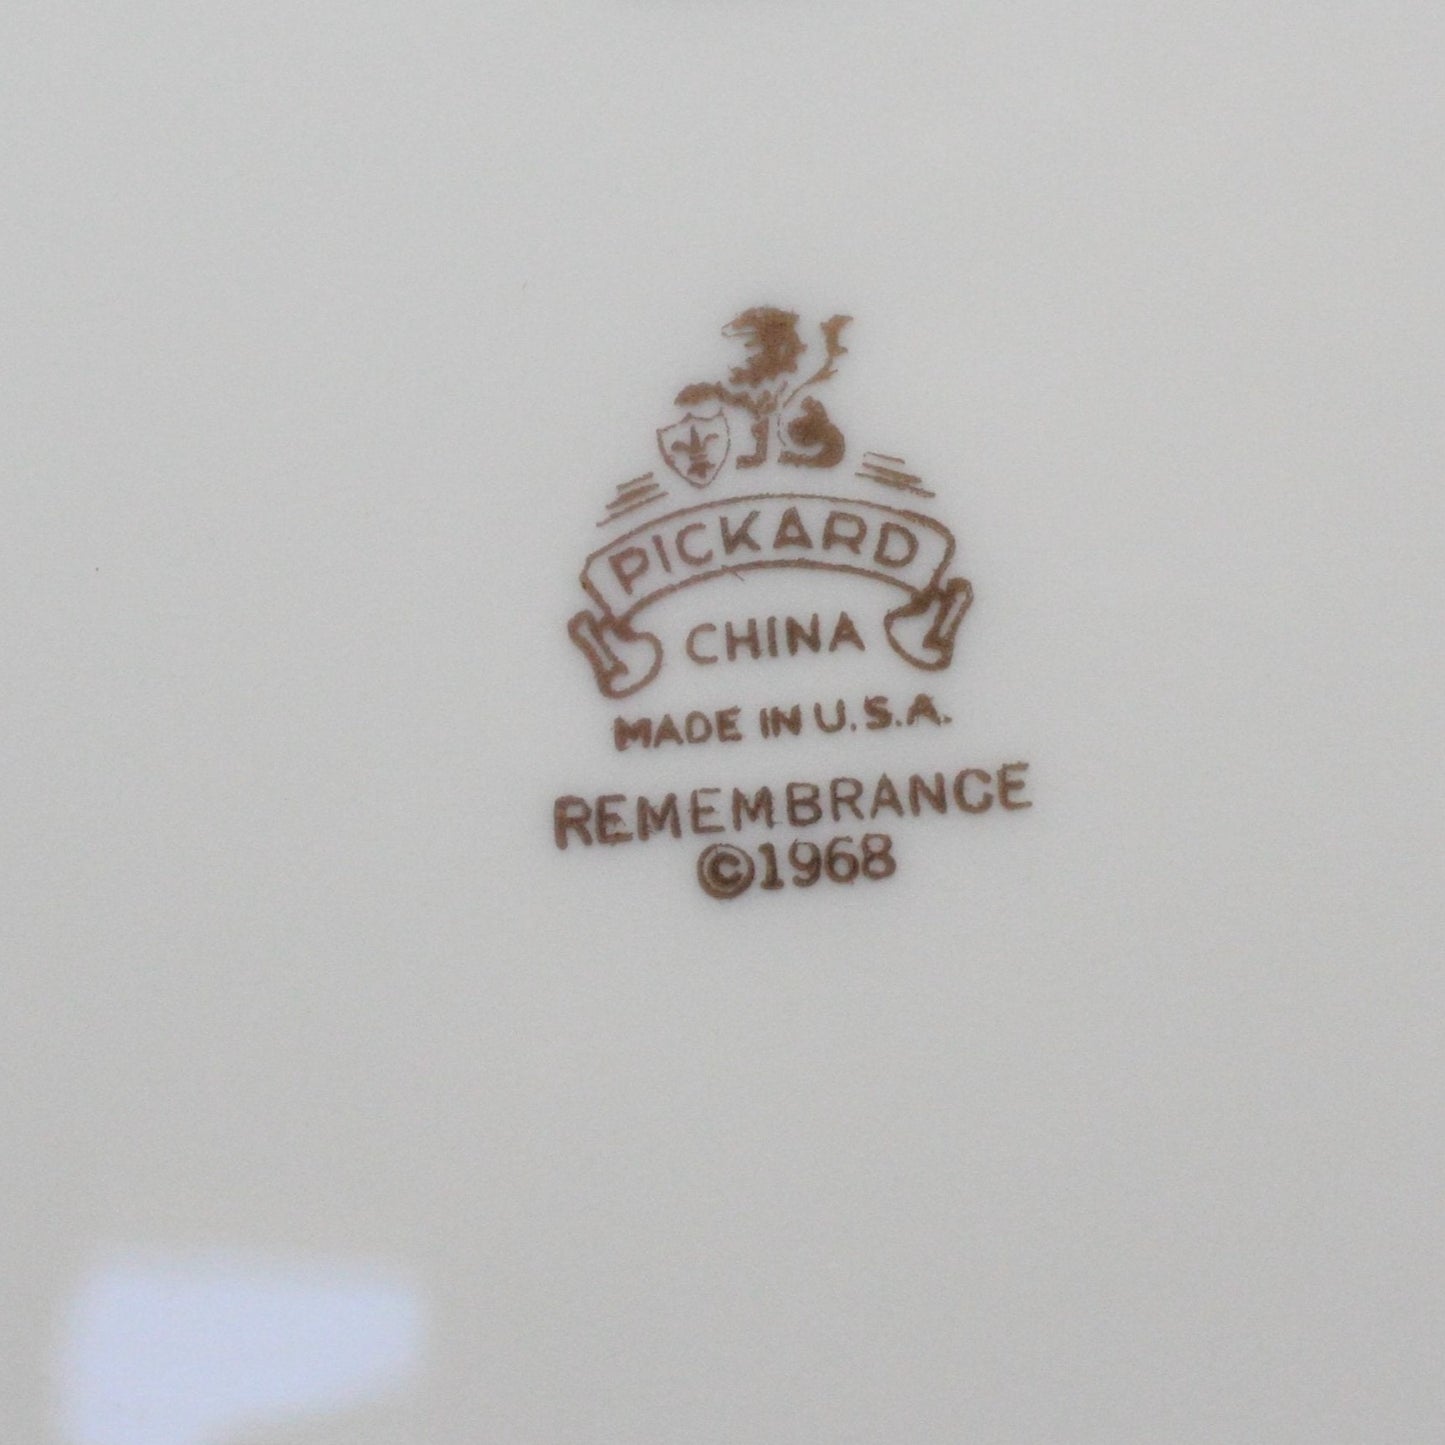 PICKARD
CHINA
MADE IN U.S.A.
REMEMBRANCE
©1968